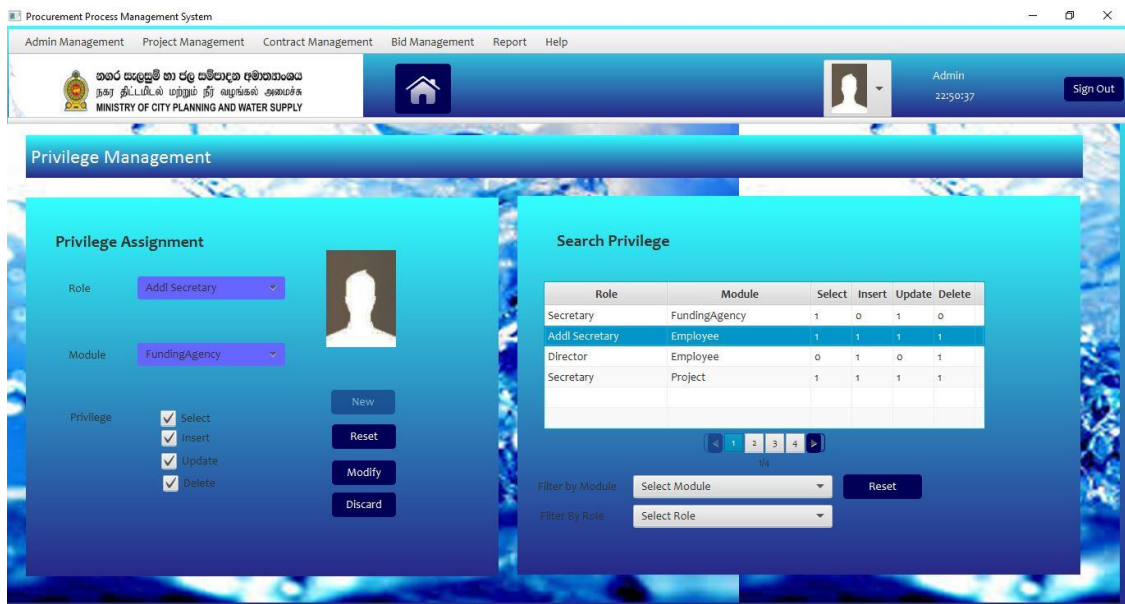 Procurement Process Management System
Admin Management Project Management Contract Management Bid Management Report Help
නගර සැලසුම් හා ජල සම්පාදන අමාත්‍යාංශය
நகர திட்டமிடல் மற்றும் நீர் வழங்கல் அமைச்சு
MINISTRY OF CITY PLANNING AND WATER SUPPLY
Admin
22:50:37
Sign Out
Privilege Management
Privilege Assignment
Role Addl Secretary
Module FundingAgency
Privilege
Select
Insert
Update
Delete
New
Reset
Modify
Discard
Search Privilege
Role Module Select Insert Update Delete
Secretary FundingAgency 1 0 1 0
Addl Secretary Employee 1 1 1 1
Director Employee 0 1 0 1
Secretary Project 1 1 1 1
1 2 3 4
1/4
Filter by Module Select Module Reset
Filter By Role Select Role